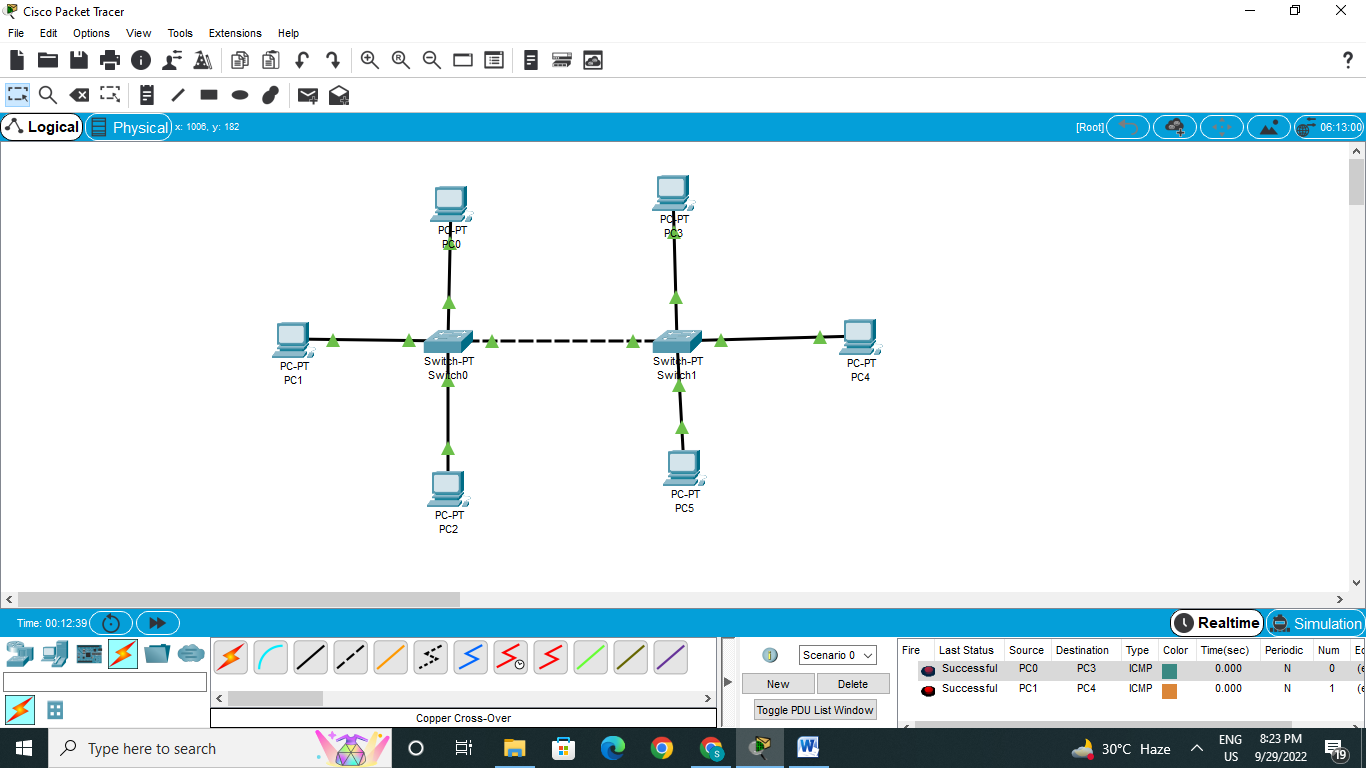 Cisco Packet Tracer
File Edit Options View Tools Extensions Help
Logical Physical x: 1006, y: 182 [Root] 06:13:00
PC-PT
PC0
PC-PT
PC3
PC-PT
PC1
Switch-PT
Switch0
Switch-PT
Switch1
PC-PT
PC4
PC-PT
PC2
PC-PT
PC5
Time: 00:12:39 Realtime Simulation
Scenario 0
New Delete
Toggle PDU List Window
Copper Cross-Over
Fire Last Status Source Destination Type Color Time(sec) Periodic Num Ec
Successful PC0 PC3 ICMP 0.000 N 0 (e
Successful PC1 PC4 ICMP 0.000 N 1 (e
Type here to search
30°C Haze
ENG
US
8:23 PM
9/29/2022
19